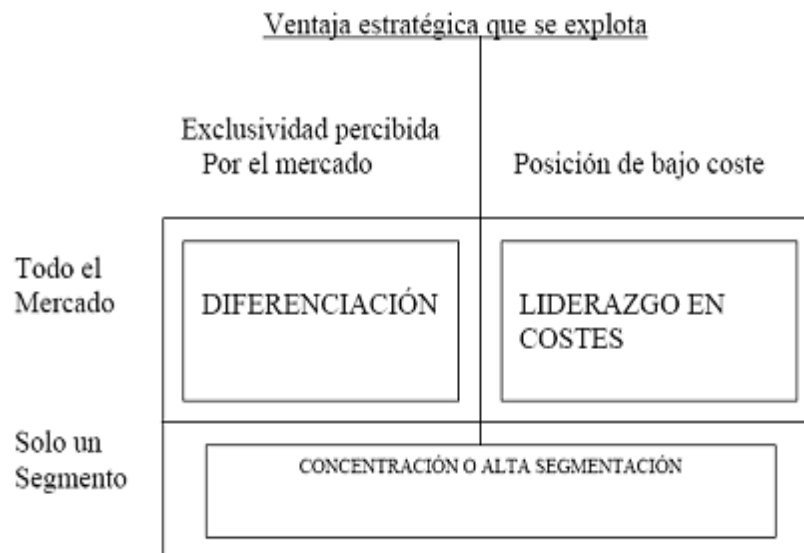 Ventaja estratégica que se explota
Exclusividad percibida
Por el mercado
Posición de bajo coste
Todo el
Mercado
DIFERENCIACIÓN
LIDERAZGO EN
COSTES
Solo un
Segmento
CONCENTRACIÓN O ALTA SEGMENTACIÓN